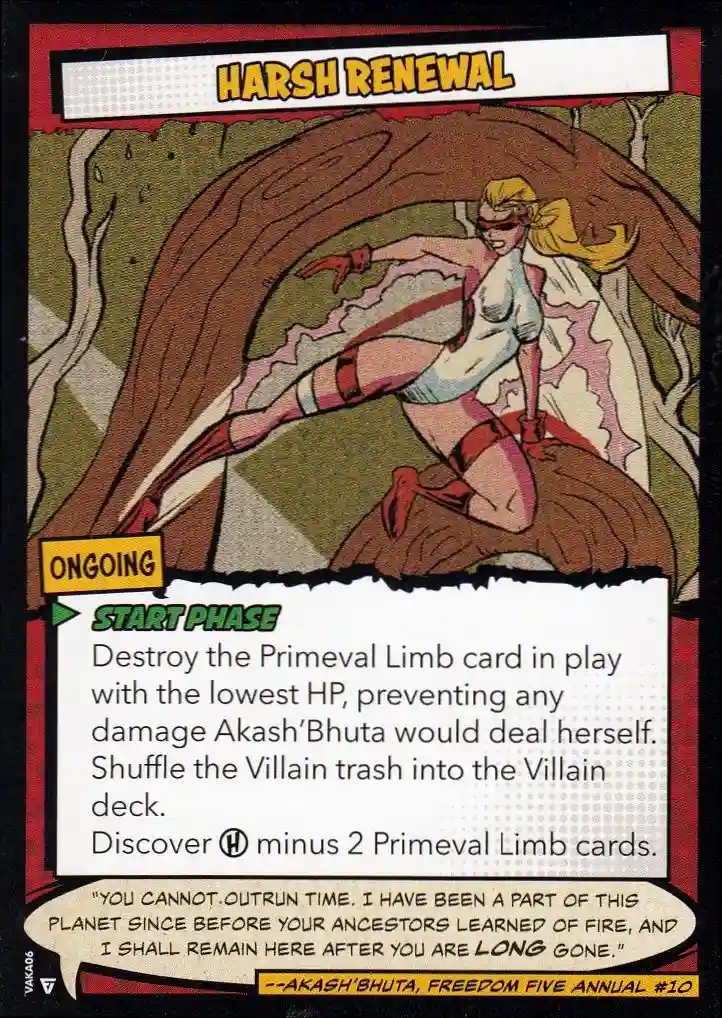 HARSH RENEWAL
ONGOING
START PHASE
Destroy the Primeval Limb card in play
with the lowest HP, preventing any
damage Akash'Bhuta would deal herself.
Shuffle the Villain trash into the Villain
deck.
Discover Ⓗ minus 2 Primeval Limb cards.
"YOU CANNOT OUTRUN TIME. I HAVE BEEN A PART OF THIS
PLANET SINCE BEFORE YOUR ANCESTORS LEARNED OF FIRE, AND
I SHALL REMAIN HERE AFTER YOU ARE LONG GONE."
--AKASH'BHUTA, FREEDOM FIVE ANNUAL #10
VAKA06